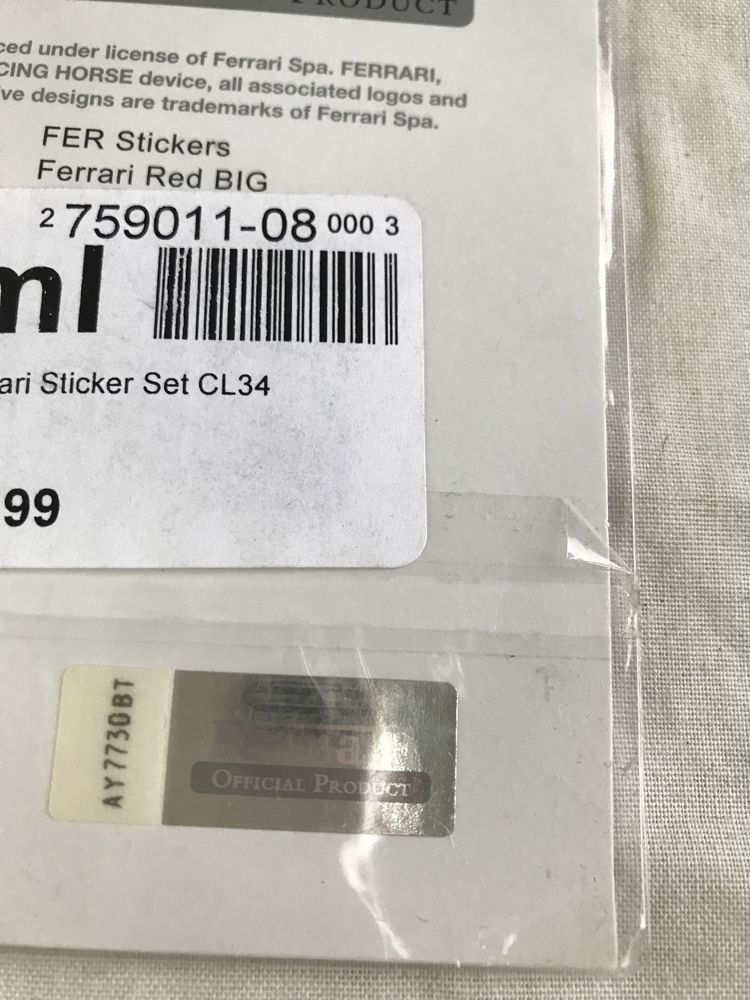 PRODUCT
ced under license of Ferrari Spa. FERRARI,
CING HORSE device, all associated logos and
ve designs are trademarks of Ferrari Spa.
FER Stickers
Ferrari Red BIG
2 759011-08 000 3
ml
ari Sticker Set CL34
99
AY7730BT
Ferrari
OFFICIAL PRODUCT